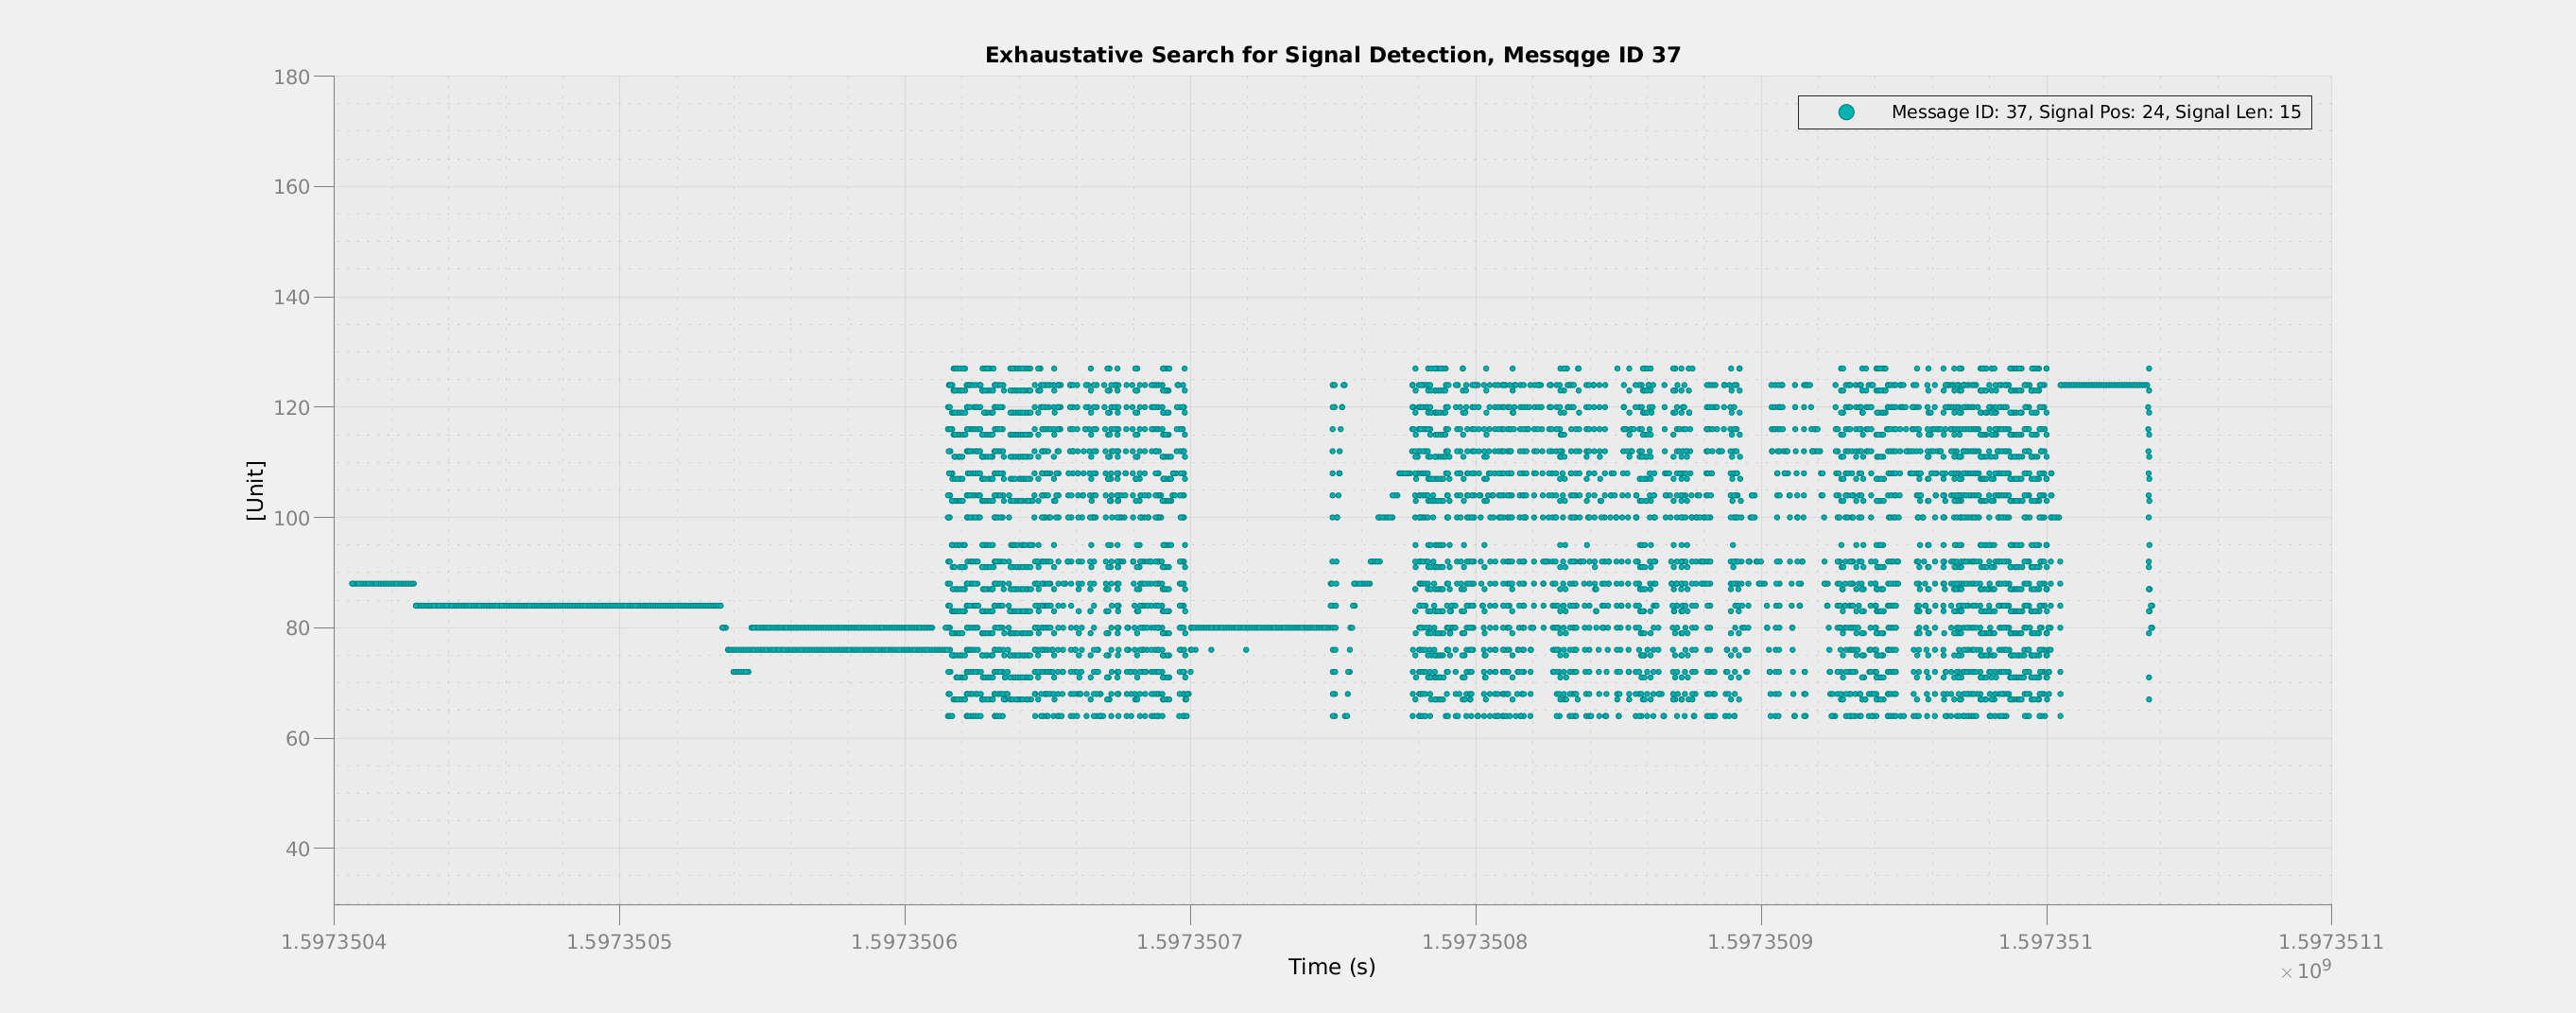 Exhaustative Search for Signal Detection, Messqge ID 37
Message ID: 37, Signal Pos: 24, Signal Len: 15
180
160
140
120
100
80
60
40
[Unit]
1.5973504 1.5973505 1.5973506 1.5973507 1.5973508 1.5973509 1.597351 1.5973511
Time (s)
× 10⁹